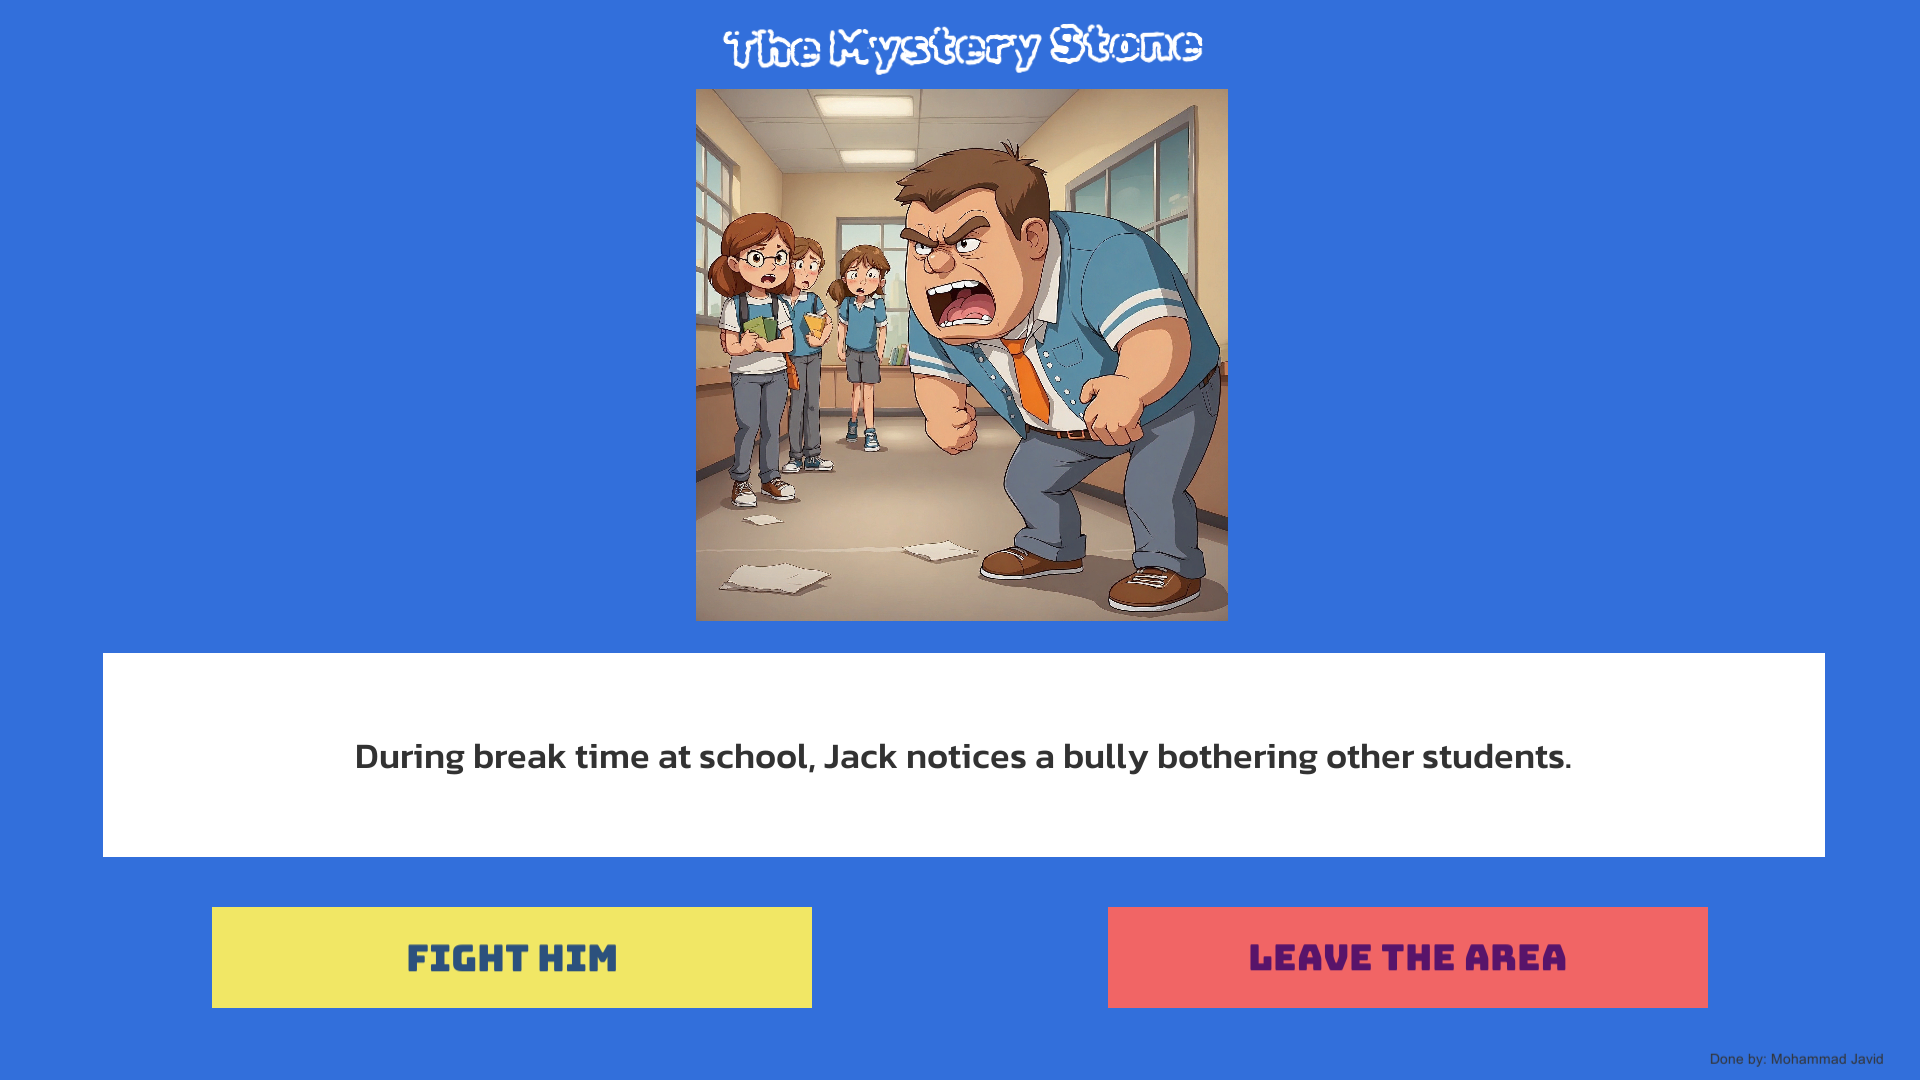 The Mystery Stone
During break time at school, Jack notices a bully bothering other students.
FIGHT HIM
LEAVE THE AREA
Done by: Mohammad Javid